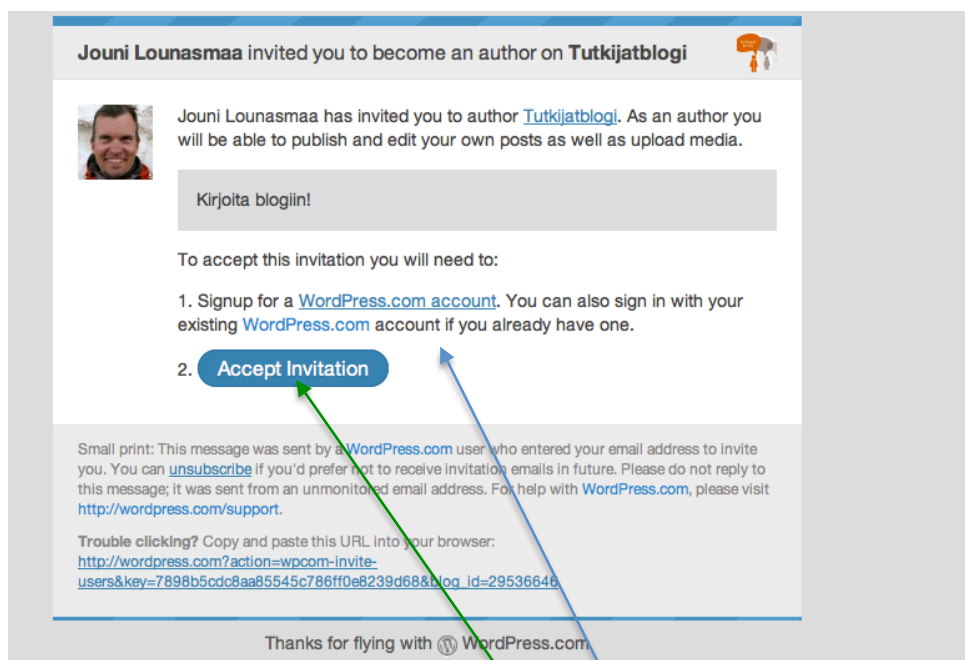 Jouni Lounasmaa invited you to become an author on Tutkijatblogi
Jouni Lounasmaa has invited you to author Tutkijatblogi. As an author you
will be able to publish and edit your own posts as well as upload media.
Kirjoita blogiin!
To accept this invitation you will need to:
1. Signup for a WordPress.com account. You can also sign in with your
existing WordPress.com account if you already have one.
2. Accept Invitation
Small print: This message was sent by a WordPress.com user who entered your email address to invite
you. You can unsubscribe if you'd prefer not to receive invitation emails in future. Please do not reply to
this message; it was sent from an unmonitored email address. For help with WordPress.com, please visit
http://wordpress.com/support.
Trouble clicking? Copy and paste this URL into your browser:
http://wordpress.com?action=wpcom-invite-
users&key=7898b5cdc8aa85545c786ff0e8239d68&blog_id=29536646
Thanks for flying with WordPress.com